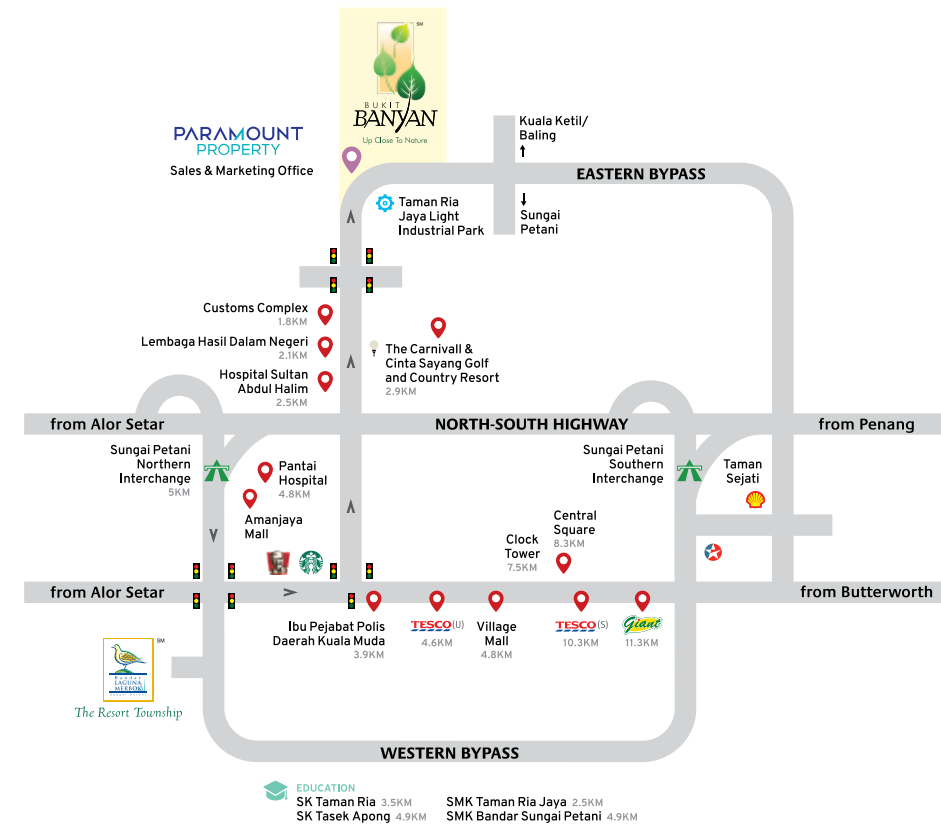 SM
BUKIT
BANYAN
Up Close To Nature
PARAMOUNT
PROPERTY
Sales & Marketing Office
Kuala Ketil/
Baling
EASTERN BYPASS
Sungai
Petani
Taman Ria
Jaya Light
Industrial Park
Customs Complex
1.8KM
Lembaga Hasil Dalam Negeri
2.1KM
Hospital Sultan
Abdul Halim
2.5KM
The Carnivall &
Cinta Sayang Golf
and Country Resort
2.9KM
from Alor Setar
NORTH-SOUTH HIGHWAY
from Penang
Sungai Petani
Northern
Interchange
5KM
Pantai
Hospital
4.8KM
Amanjaya
Mall
Sungai Petani
Southern
Interchange
Taman
Sejati
Central
Square
8.3KM
Clock
Tower
7.5KM
from Alor Setar
from Butterworth
Ibu Pejabat Polis
Daerah Kuala Muda
3.9KM
TESCO(U)
4.6KM
Village
Mall
4.8KM
TESCO(S)
10.3KM
Giant
11.3KM
SM
Bandar
LAGUNA
MERBOK
The Resort Township
WESTERN BYPASS
EDUCATION
SK Taman Ria 3.5KM
SK Tasek Apong 4.9KM
SMK Taman Ria Jaya 2.5KM
SMK Bandar Sungai Petani 4.9KM